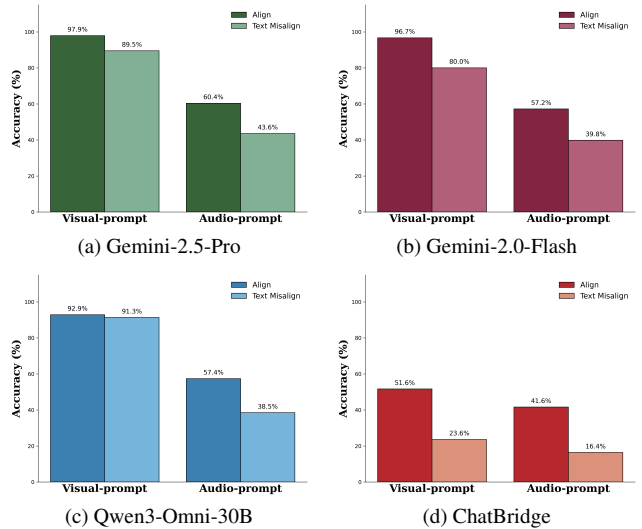 Align
Text Misalign
97.9%
89.5%
60.4%
43.6%
Accuracy (%)
100
80
60
40
20
0
Visual-prompt
Audio-prompt
(a) Gemini-2.5-Pro
Align
Text Misalign
96.7%
80.0%
57.2%
39.8%
Accuracy (%)
100
80
60
40
20
0
Visual-prompt
Audio-prompt
(b) Gemini-2.0-Flash
Align
Text Misalign
92.9%
91.3%
57.4%
38.5%
Accuracy (%)
100
80
60
40
20
0
Visual-prompt
Audio-prompt
(c) Qwen3-Omni-30B
Align
Text Misalign
51.6%
23.6%
41.6%
16.4%
Accuracy (%)
100
80
60
40
20
0
Visual-prompt
Audio-prompt
(d) ChatBridge